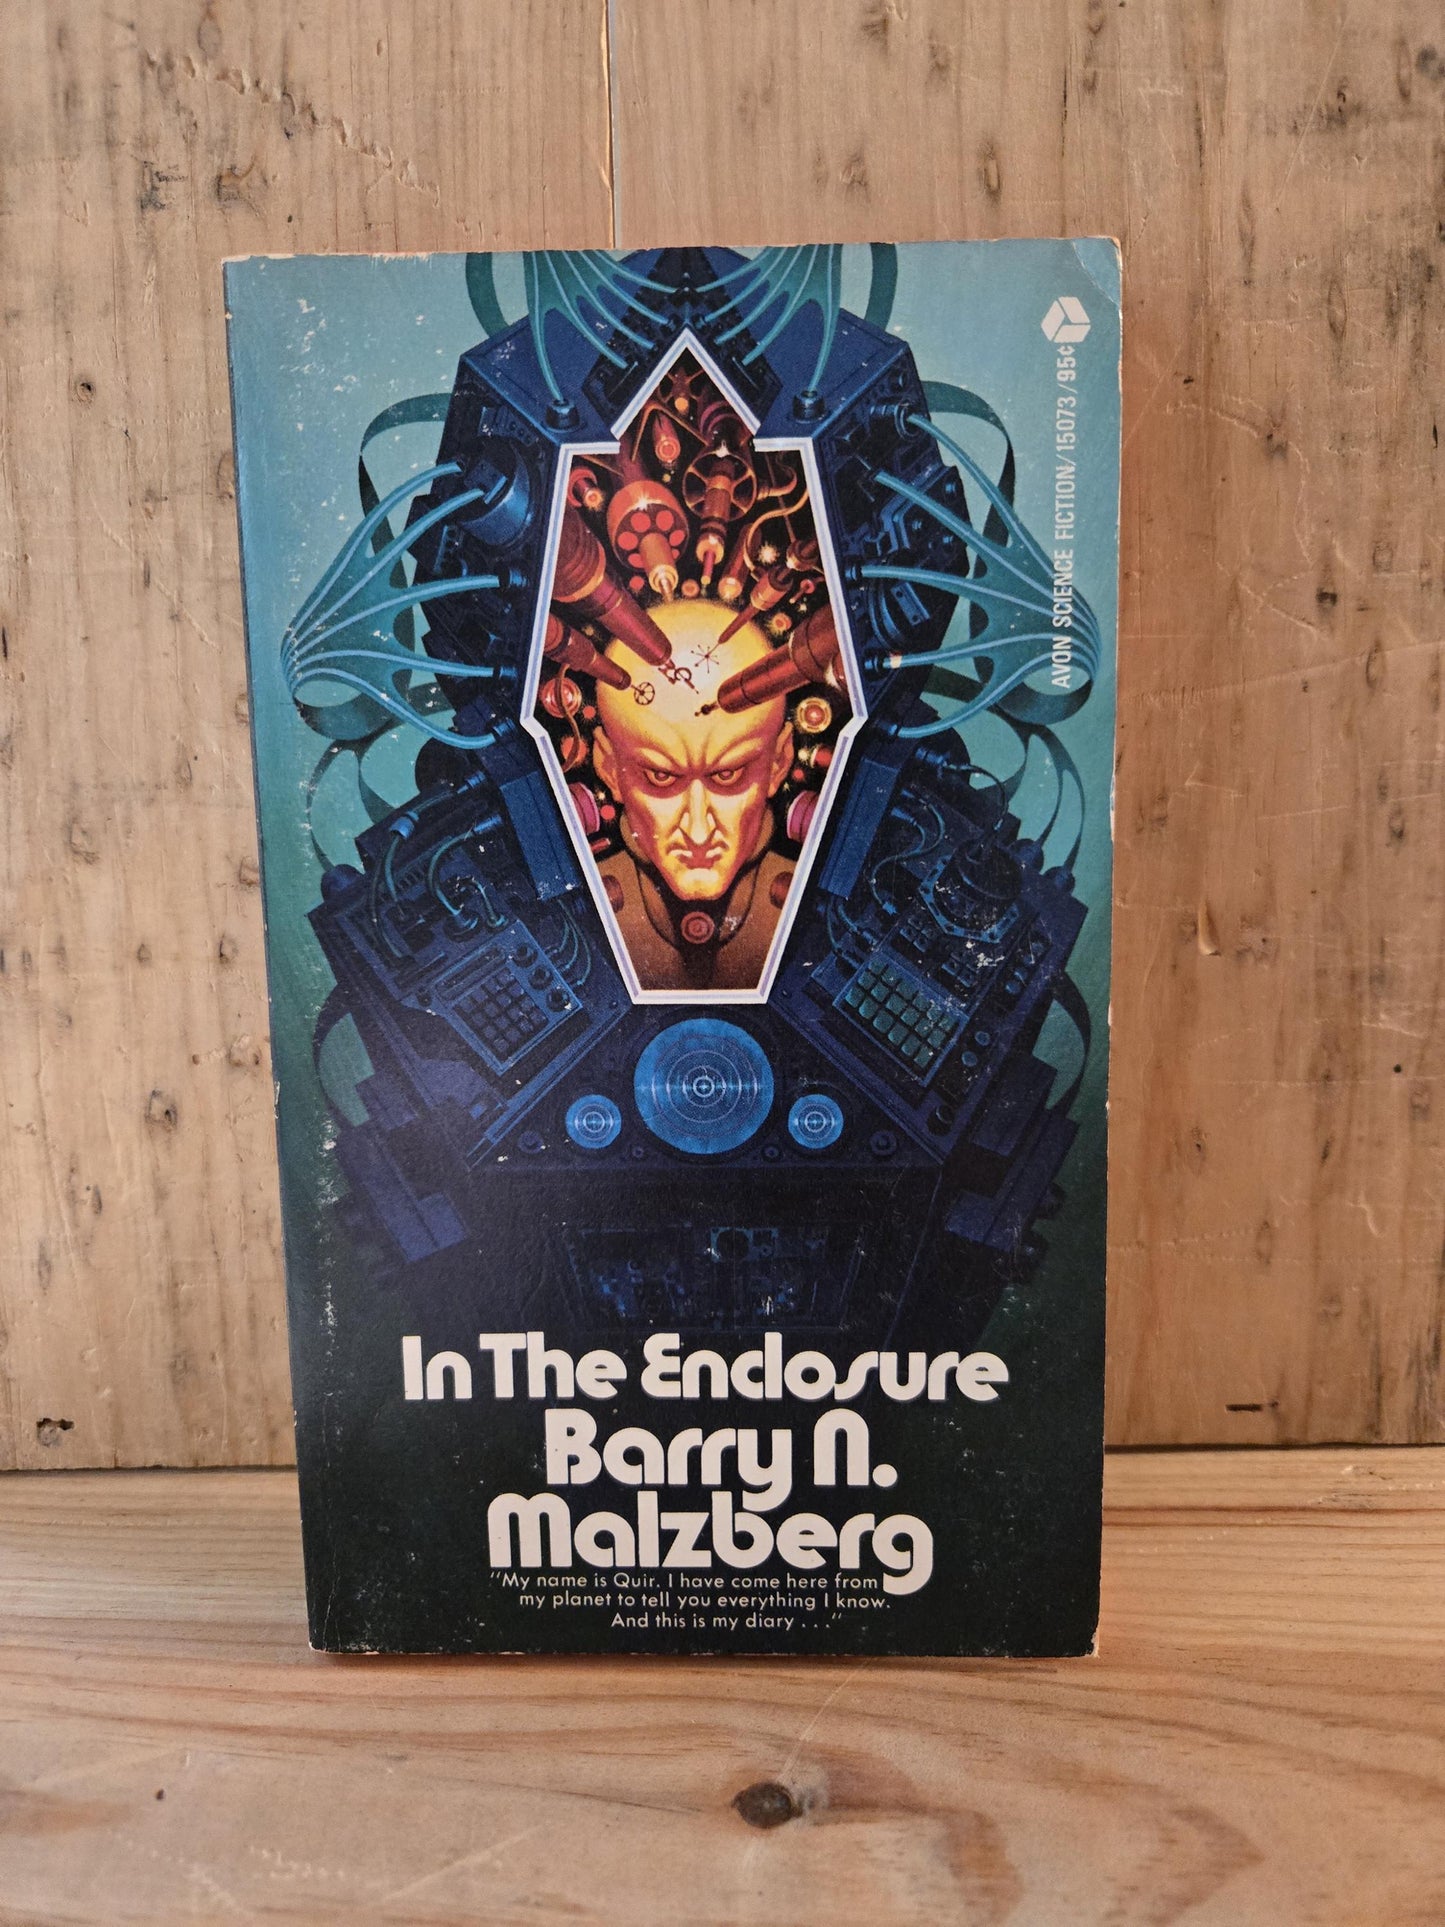 AVON SCIENCE FICTION/15073/95¢
In The Enclosure
Barry N.
Malzberg
"My name is Quir. I have come here from
my planet to tell you everything I know.
And this is my diary . . ."